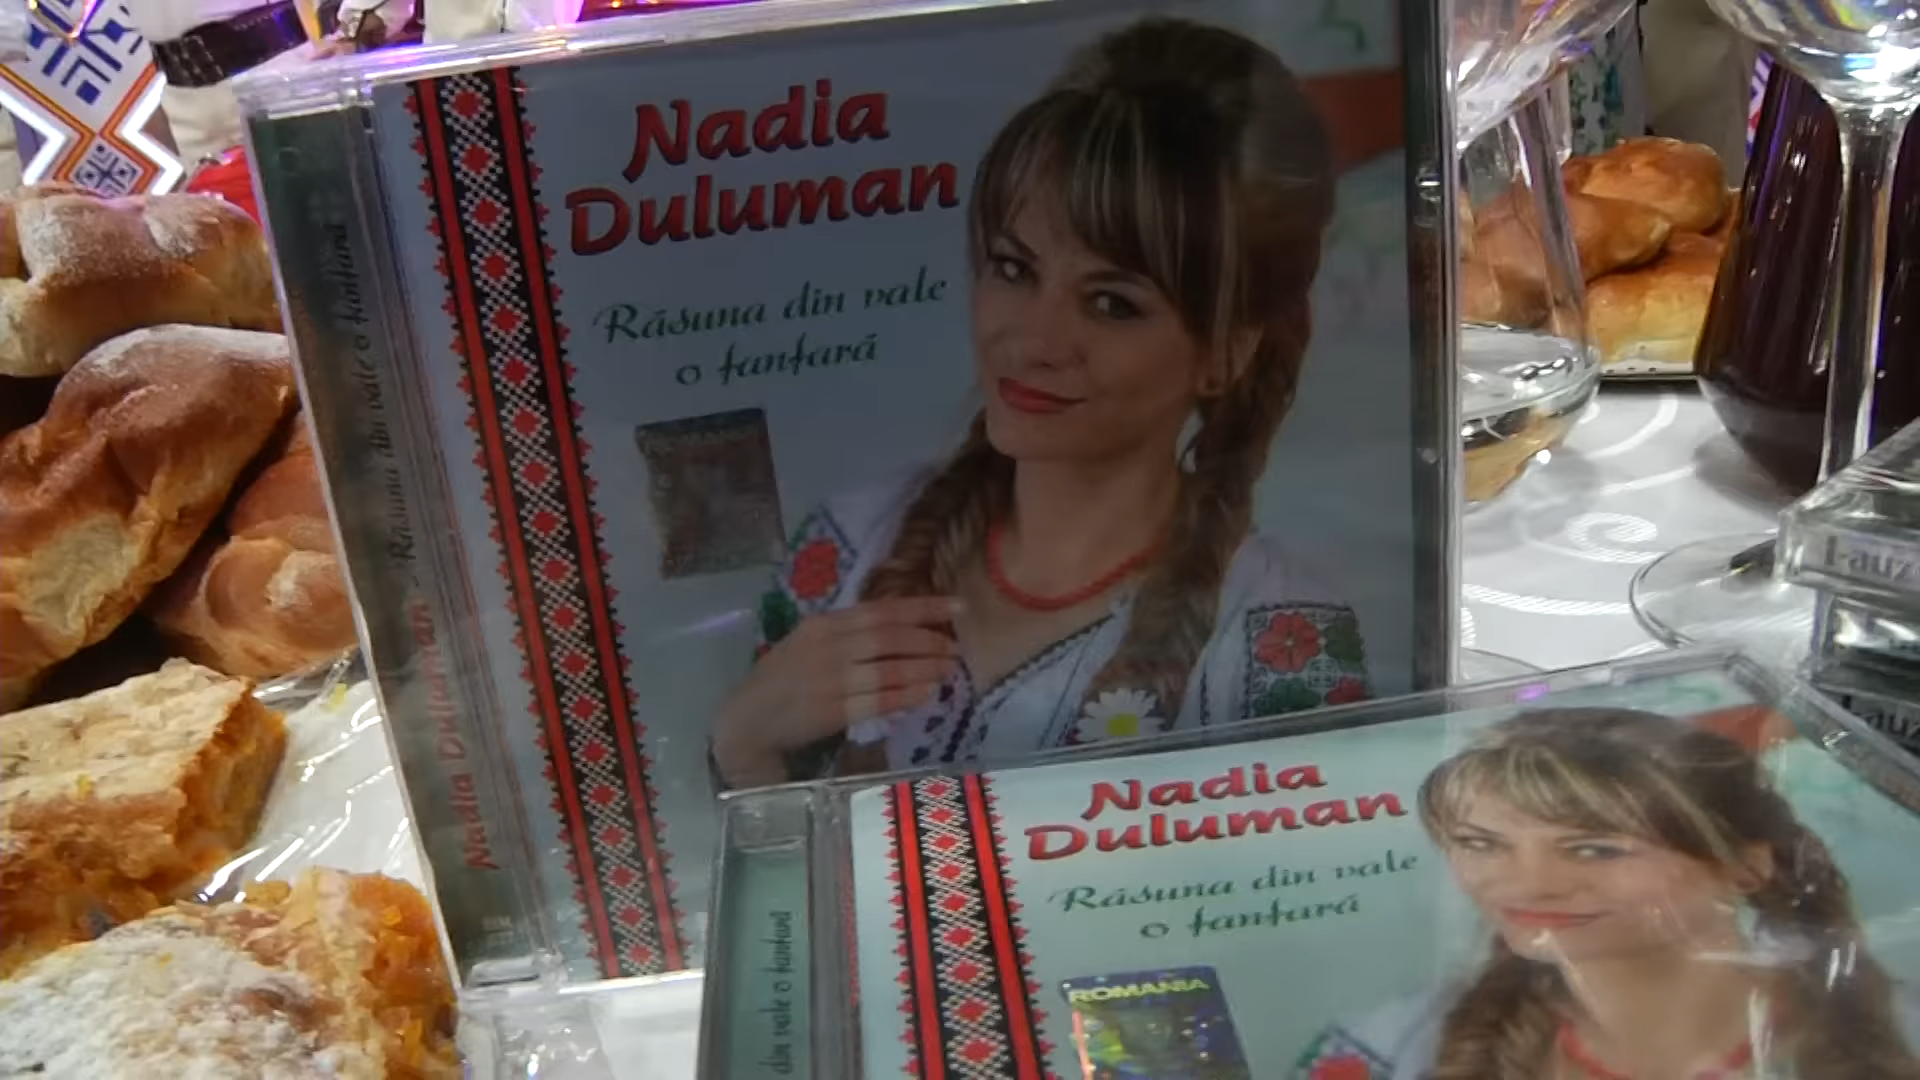 Nadia
Duluman
Răsuna din vale
o fanfară
Nadia Duluman - Răsuna din vale o fanfară
Nadia
Duluman
Răsuna din vale
o fanfară
ROMANIA
din vale o fanfară